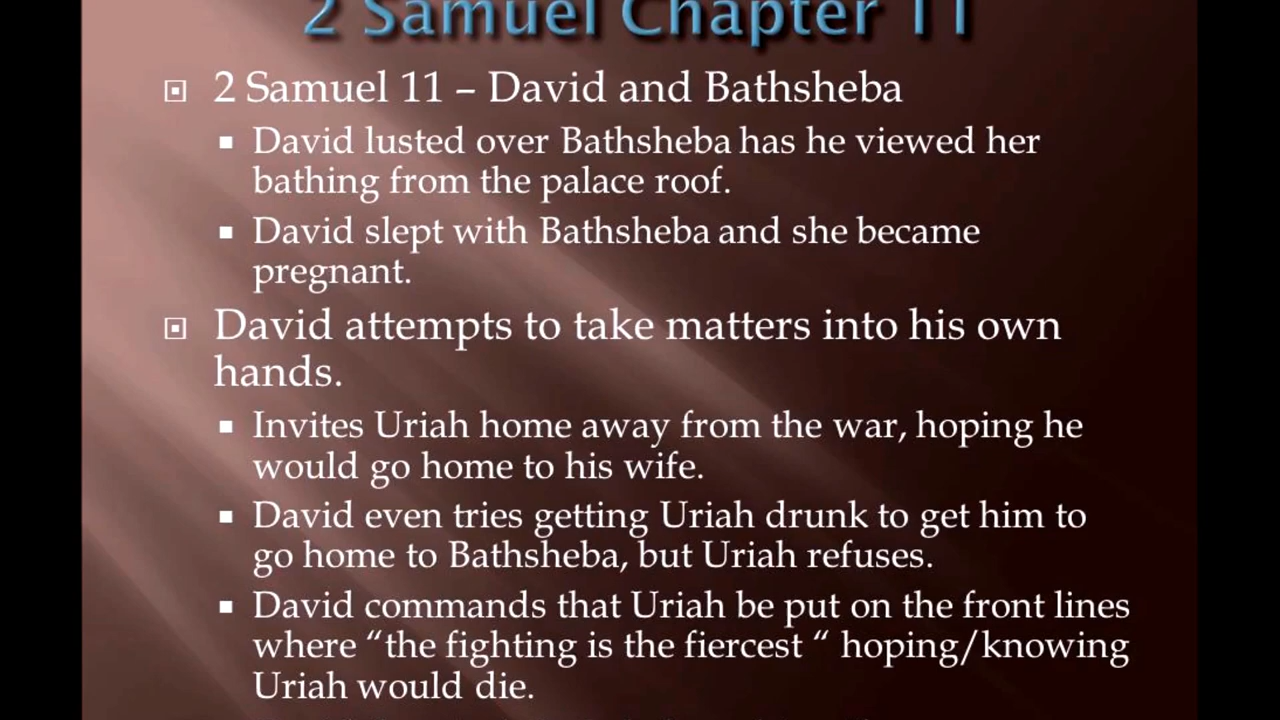 2 Samuel Chapter 11
2 Samuel 11 – David and Bathsheba
David lusted over Bathsheba has he viewed her
bathing from the palace roof.
David slept with Bathsheba and she became
pregnant.
David attempts to take matters into his own
hands.
Invites Uriah home away from the war, hoping he
would go home to his wife.
David even tries getting Uriah drunk to get him to
go home to Bathsheba, but Uriah refuses.
David commands that Uriah be put on the front lines
where “the fighting is the fiercest “ hoping/knowing
Uriah would die.